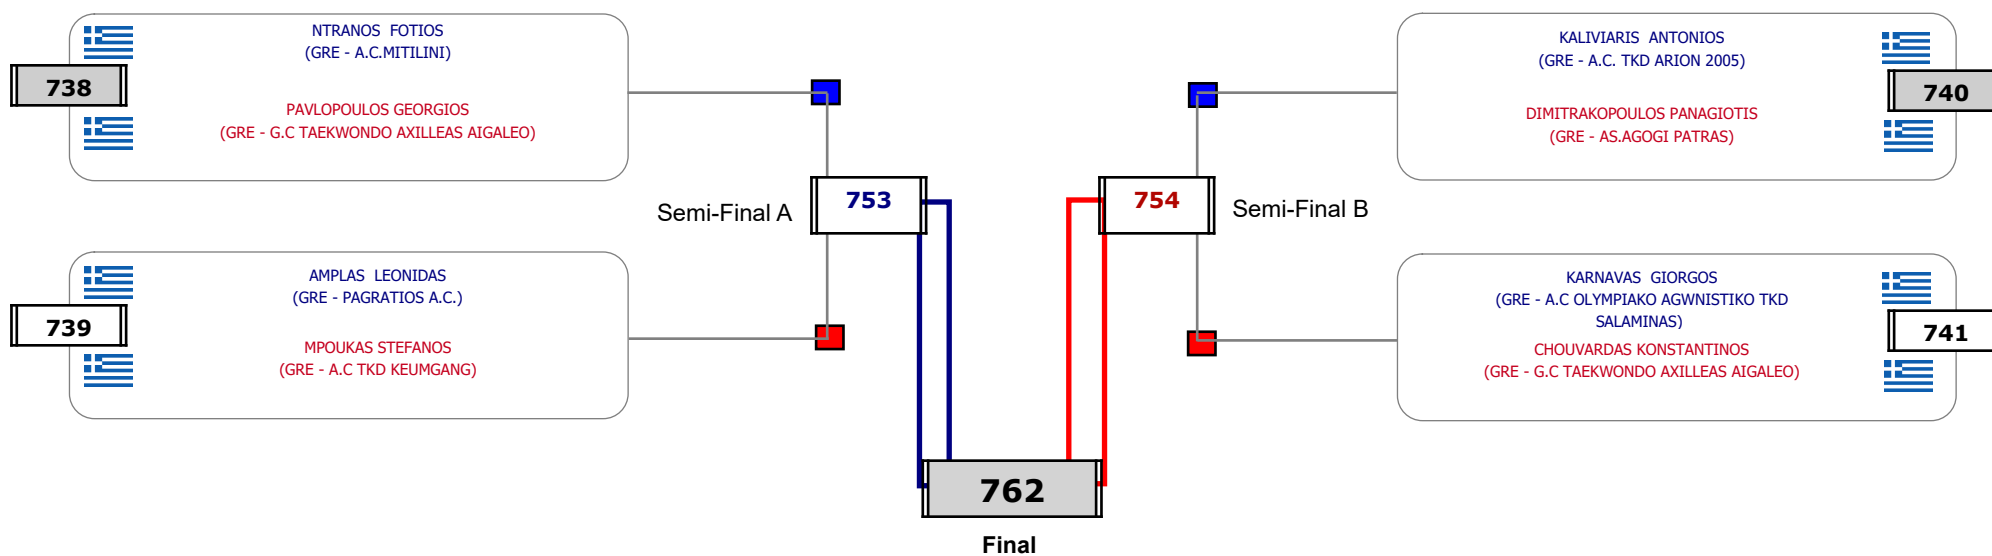 NTRANOS FOTIOS
(GRE - A.C.MITILINI)
738
PAVLOPOULOS GEORGIOS
(GRE - G.C TAEKWONDO AXILLEAS AIGALEO)
KALIVIARIS ANTONIOS
(GRE - A.C. TKD ARION 2005)
740
DIMITRAKOPOULOS PANAGIOTIS
(GRE - AS.AGOGI PATRAS)
Semi-Final A
753
754
Semi-Final B
AMPLAS LEONIDAS
(GRE - PAGRATIOS A.C.)
739
MPOUKAS STEFANOS
(GRE - A.C TKD KEUMGANG)
KARNAVAS GIORGOS
(GRE - A.C OLYMPIAKO AGWNISTIKO TKD
SALAMINAS)
741
CHOUVARDAS KONSTANTINOS
(GRE - G.C TAEKWONDO AXILLEAS AIGALEO)
762
Final